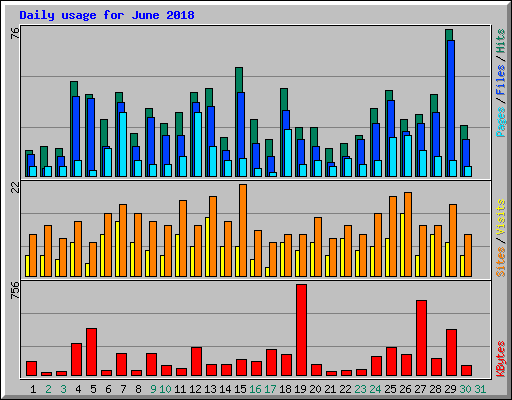 Daily usage for June 2018
76
Pages / Files / Hits
22
Sites / Visits
756
KBytes
1 2 3 4 5 6 7 8 9 10 11 12 13 14 15 16 17 18 19 20 21 22 23 24 25 26 27 28 29 30 31